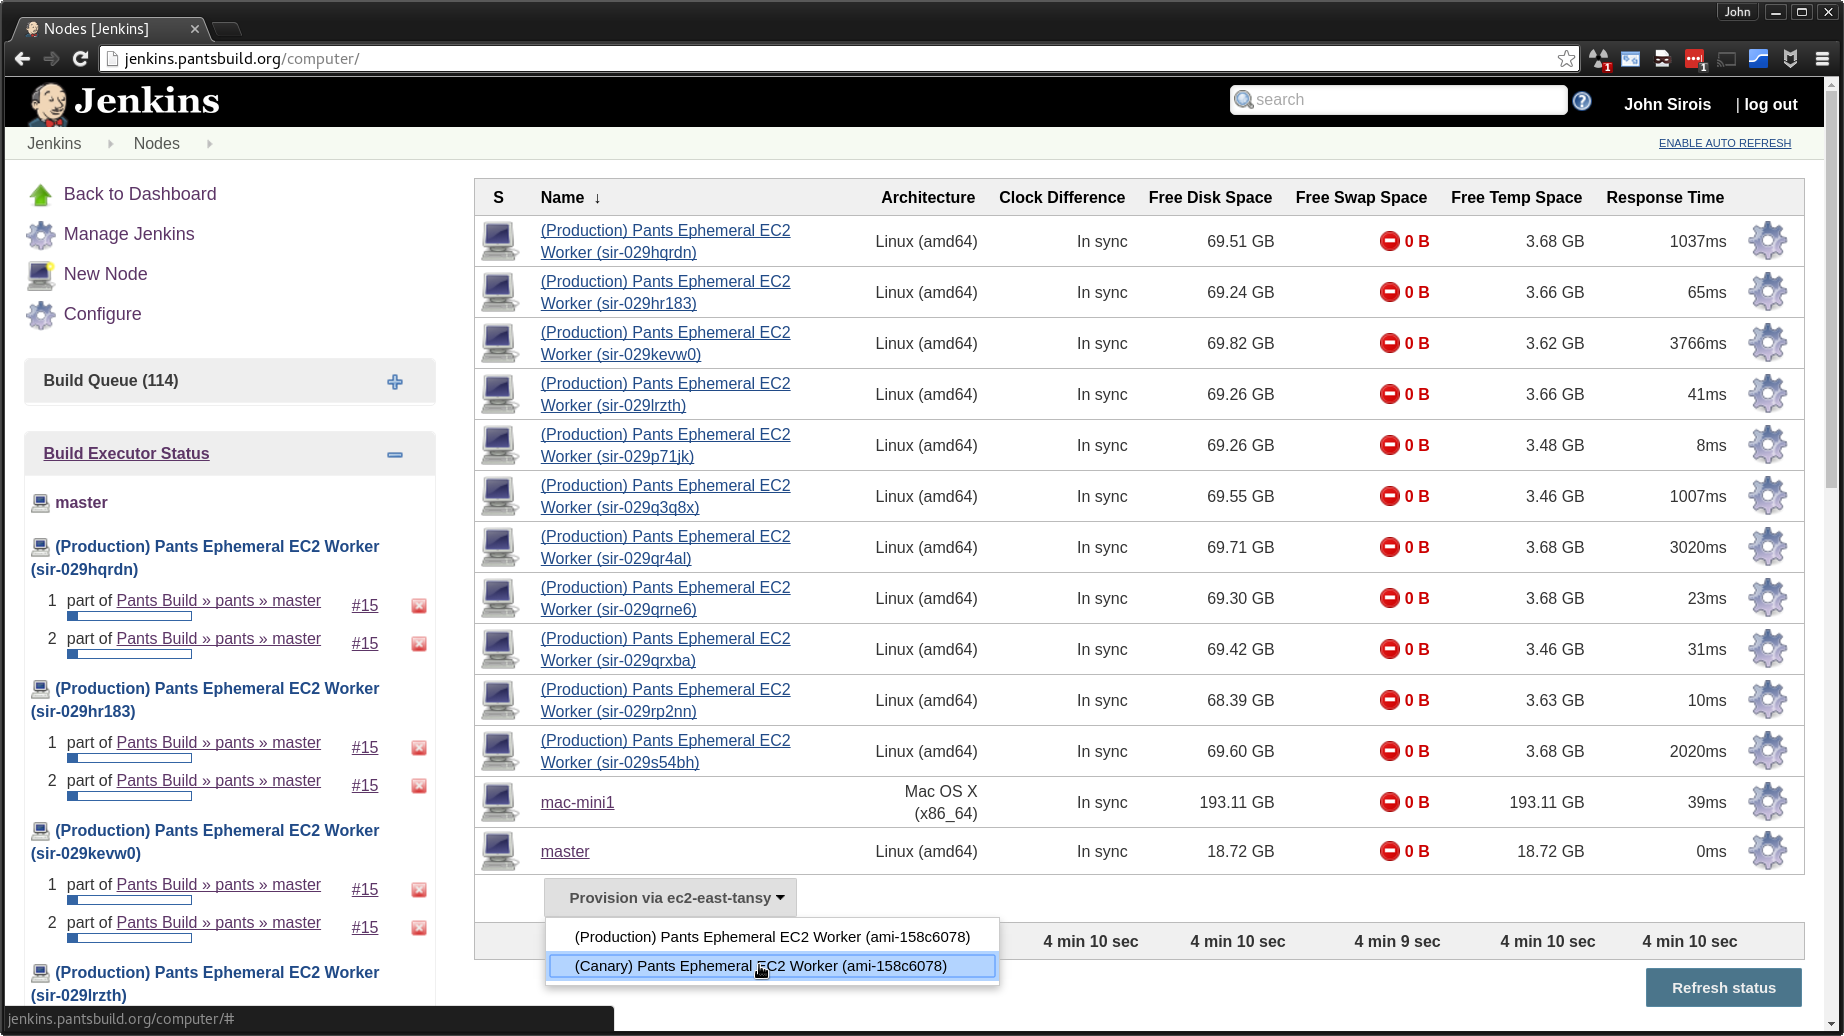 John
Nodes [Jenkins]
jenkins.pantsbuild.org/computer/
1
1
Jenkins
search
John Sirois
| log out
Jenkins
Nodes
ENABLE AUTO REFRESH
Back to Dashboard
Manage Jenkins
New Node
Configure
Build Queue (114)
Build Executor Status
master
(Production) Pants Ephemeral EC2 Worker
(sir-029hqrdn)
1 part of Pants Build » pants » master #15
2 part of Pants Build » pants » master #15
(Production) Pants Ephemeral EC2 Worker
(sir-029hr183)
1 part of Pants Build » pants » master #15
2 part of Pants Build » pants » master #15
(Production) Pants Ephemeral EC2 Worker
(sir-029kevw0)
1 part of Pants Build » pants » master #15
2 part of Pants Build » pants » master #15
(Production) Pants Ephemeral EC2 Worker
(sir-029lrzth)
S Name ↓ Architecture Clock Difference Free Disk Space Free Swap Space Free Temp Space Response Time
(Production) Pants Ephemeral EC2
Worker (sir-029hqrdn) Linux (amd64) In sync 69.51 GB 0 B 3.68 GB 1037ms
(Production) Pants Ephemeral EC2
Worker (sir-029hr183) Linux (amd64) In sync 69.24 GB 0 B 3.66 GB 65ms
(Production) Pants Ephemeral EC2
Worker (sir-029kevw0) Linux (amd64) In sync 69.82 GB 0 B 3.62 GB 3766ms
(Production) Pants Ephemeral EC2
Worker (sir-029lrzth) Linux (amd64) In sync 69.26 GB 0 B 3.66 GB 41ms
(Production) Pants Ephemeral EC2
Worker (sir-029p71jk) Linux (amd64) In sync 69.26 GB 0 B 3.48 GB 8ms
(Production) Pants Ephemeral EC2
Worker (sir-029q3q8x) Linux (amd64) In sync 69.55 GB 0 B 3.46 GB 1007ms
(Production) Pants Ephemeral EC2
Worker (sir-029qr4al) Linux (amd64) In sync 69.71 GB 0 B 3.68 GB 3020ms
(Production) Pants Ephemeral EC2
Worker (sir-029qrne6) Linux (amd64) In sync 69.30 GB 0 B 3.68 GB 23ms
(Production) Pants Ephemeral EC2
Worker (sir-029qrxba) Linux (amd64) In sync 69.42 GB 0 B 3.46 GB 31ms
(Production) Pants Ephemeral EC2
Worker (sir-029rp2nn) Linux (amd64) In sync 68.39 GB 0 B 3.63 GB 10ms
(Production) Pants Ephemeral EC2
Worker (sir-029s54bh) Linux (amd64) In sync 69.60 GB 0 B 3.68 GB 2020ms
mac-mini1 Mac OS X
(x86_64) In sync 193.11 GB 0 B 193.11 GB 39ms
master Linux (amd64) In sync 18.72 GB 0 B 18.72 GB 0ms
Provision via ec2-east-tansy
(Production) Pants Ephemeral EC2 Worker (ami-158c6078)
(Canary) Pants Ephemeral EC2 Worker (ami-158c6078)
4 min 10 sec 4 min 10 sec 4 min 9 sec 4 min 10 sec 4 min 10 sec
Refresh status
jenkins.pantsbuild.org/computer/#